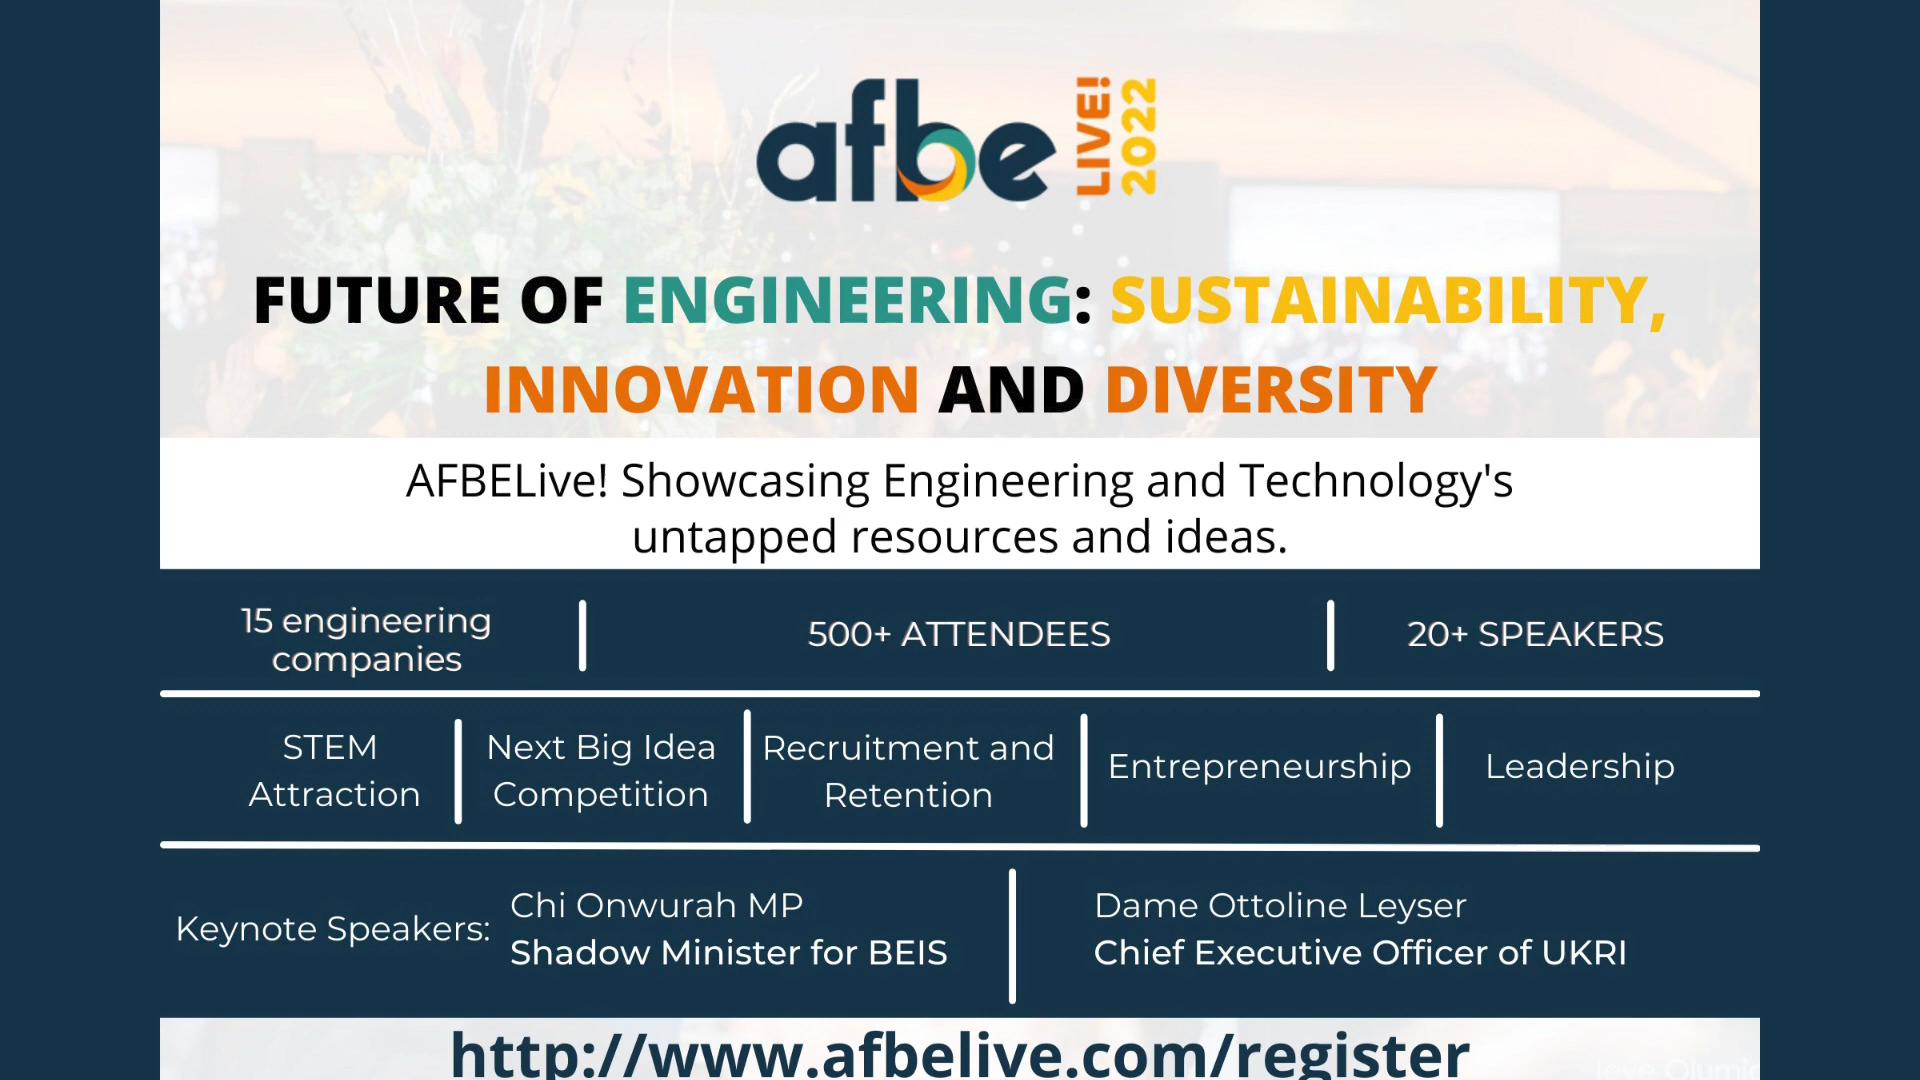 afbe LIVE! 2022
FUTURE OF ENGINEERING: SUSTAINABILITY,
INNOVATION AND DIVERSITY
AFBELive! Showcasing Engineering and Technology's
untapped resources and ideas.
15 engineering
companies
500+ ATTENDEES
20+ SPEAKERS
STEM
Attraction
Next Big Idea
Competition
Recruitment and
Retention
Entrepreneurship
Leadership
Keynote Speakers:
Chi Onwurah MP
Shadow Minister for BEIS
Dame Ottoline Leyser
Chief Executive Officer of UKRI
http://www.afbelive.com/register